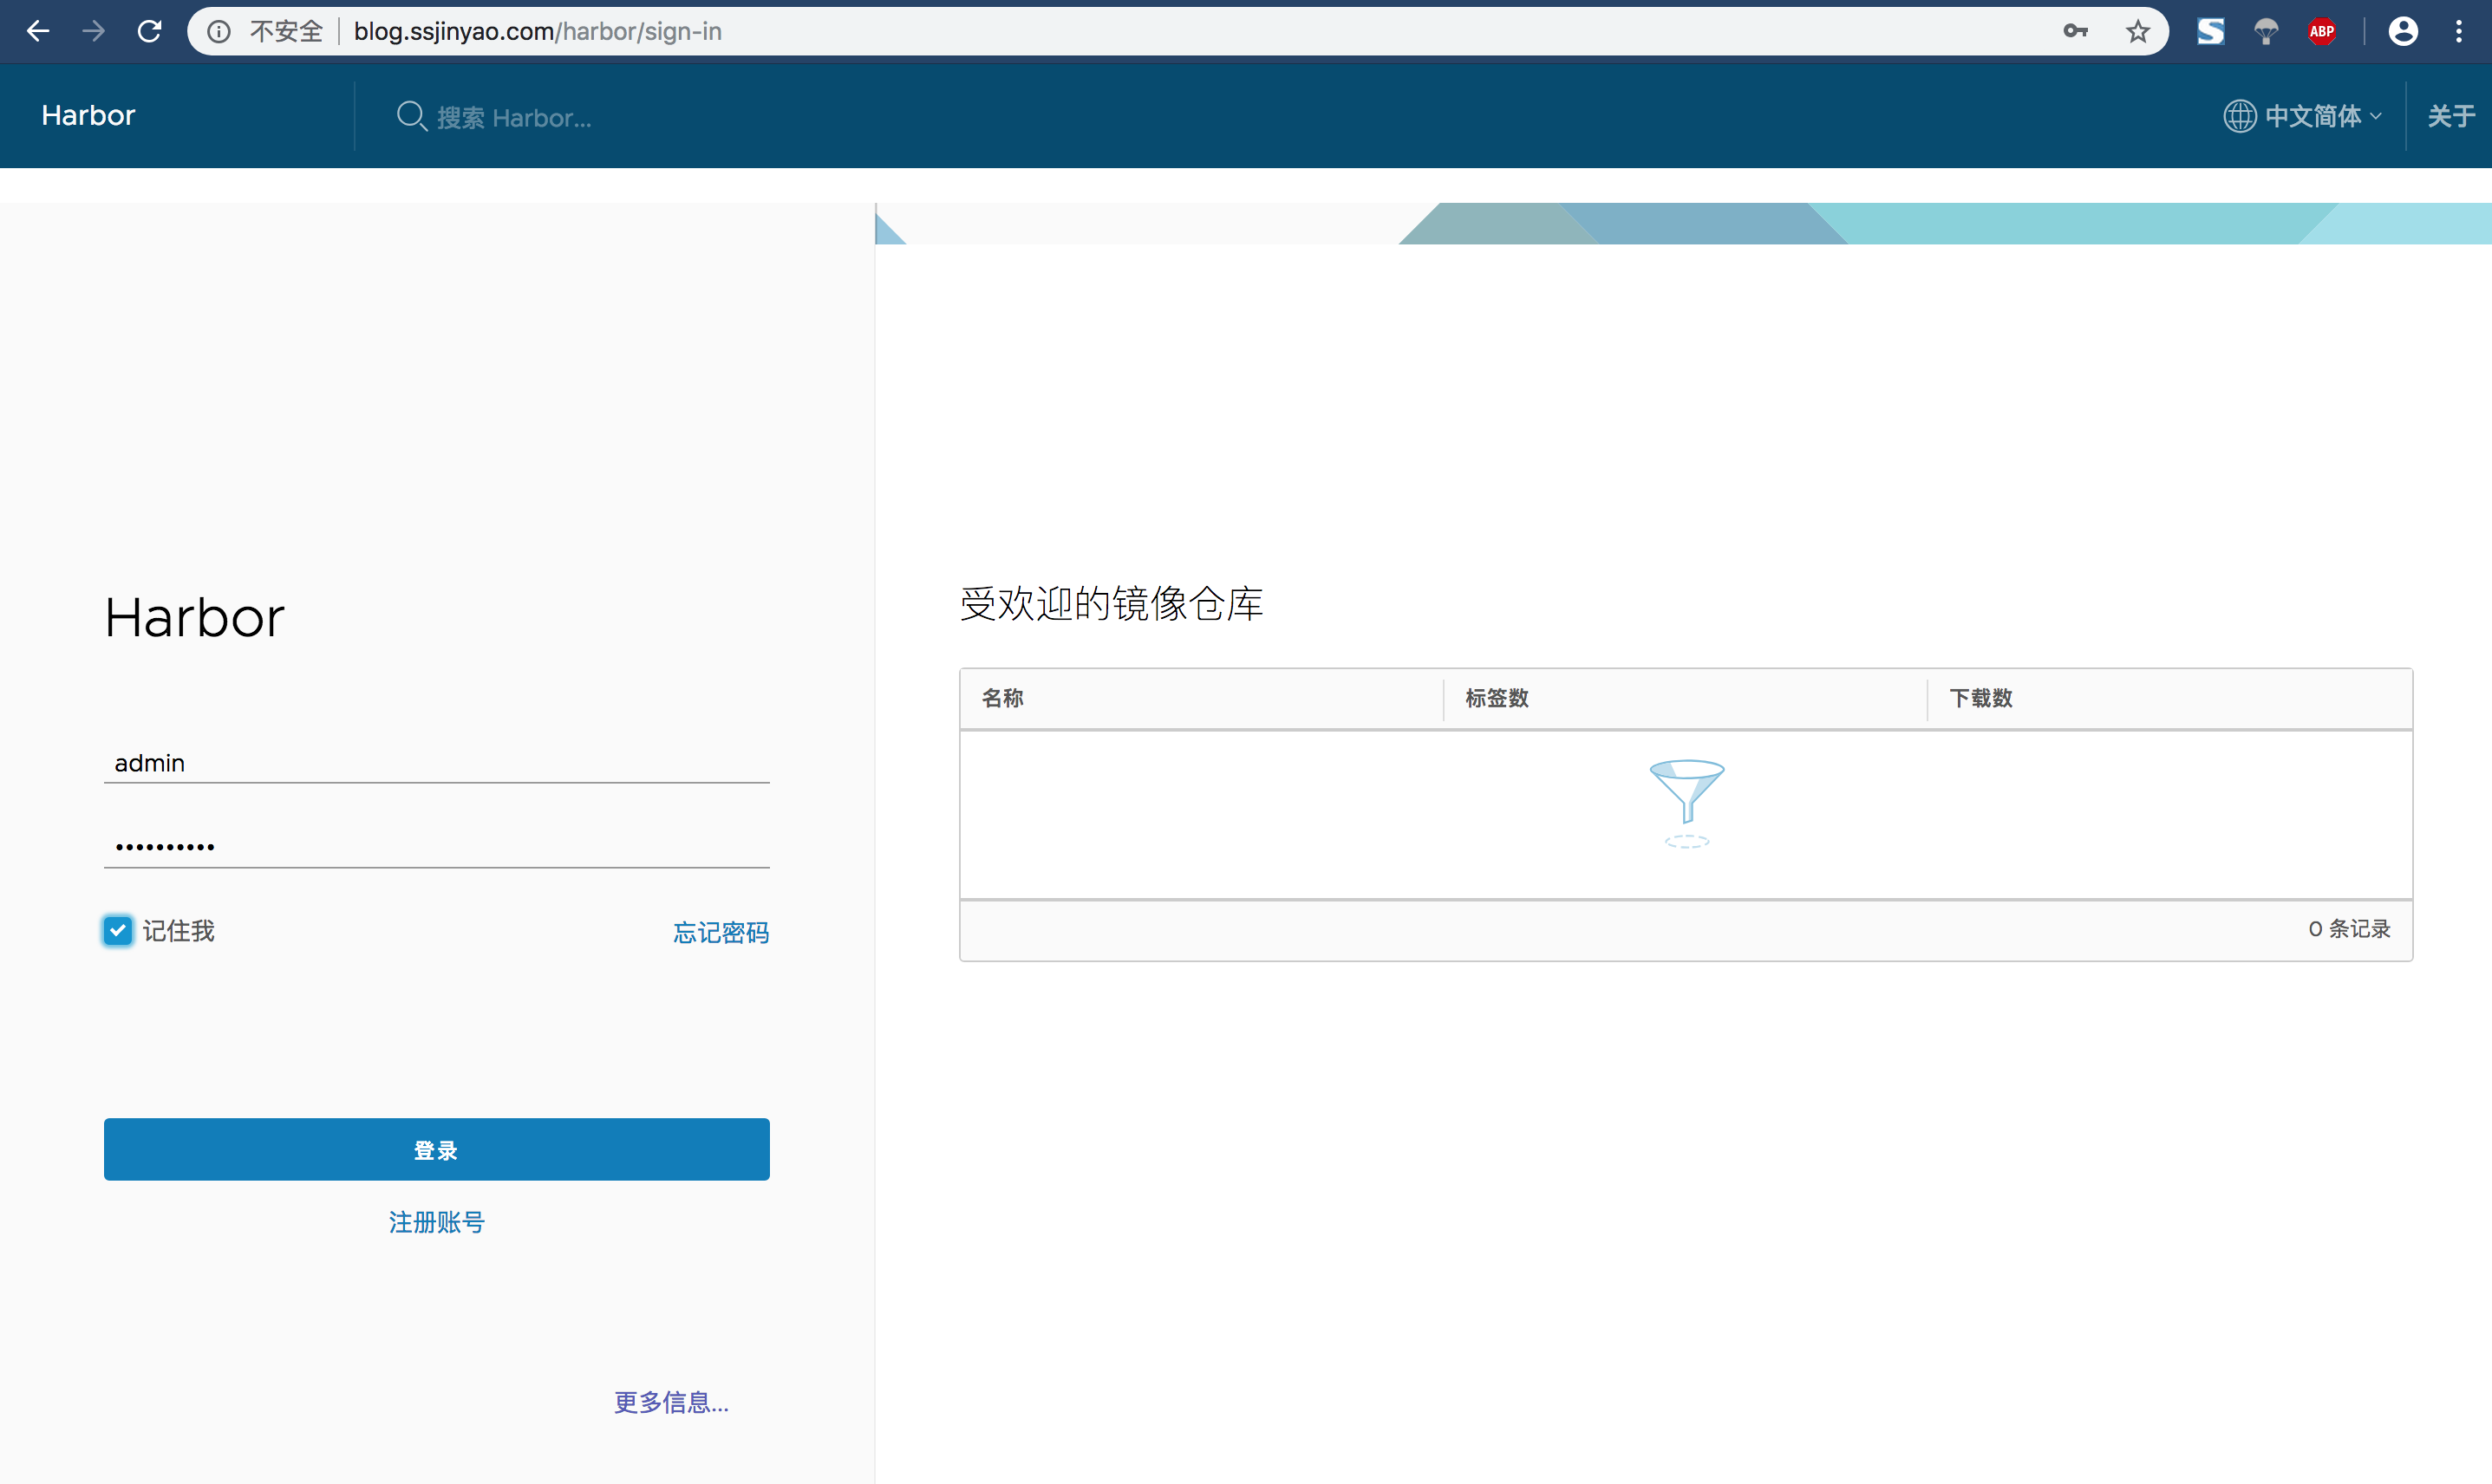 不安全 blog.ssjinyao.com/harbor/sign-in
ABP
Harbor
搜索 Harbor...
中文简体
关于
Harbor
admin
••••••••••
记住我
忘记密码
登录
注册账号
更多信息...
受欢迎的镜像仓库
名称 标签数 下载数
0 条记录